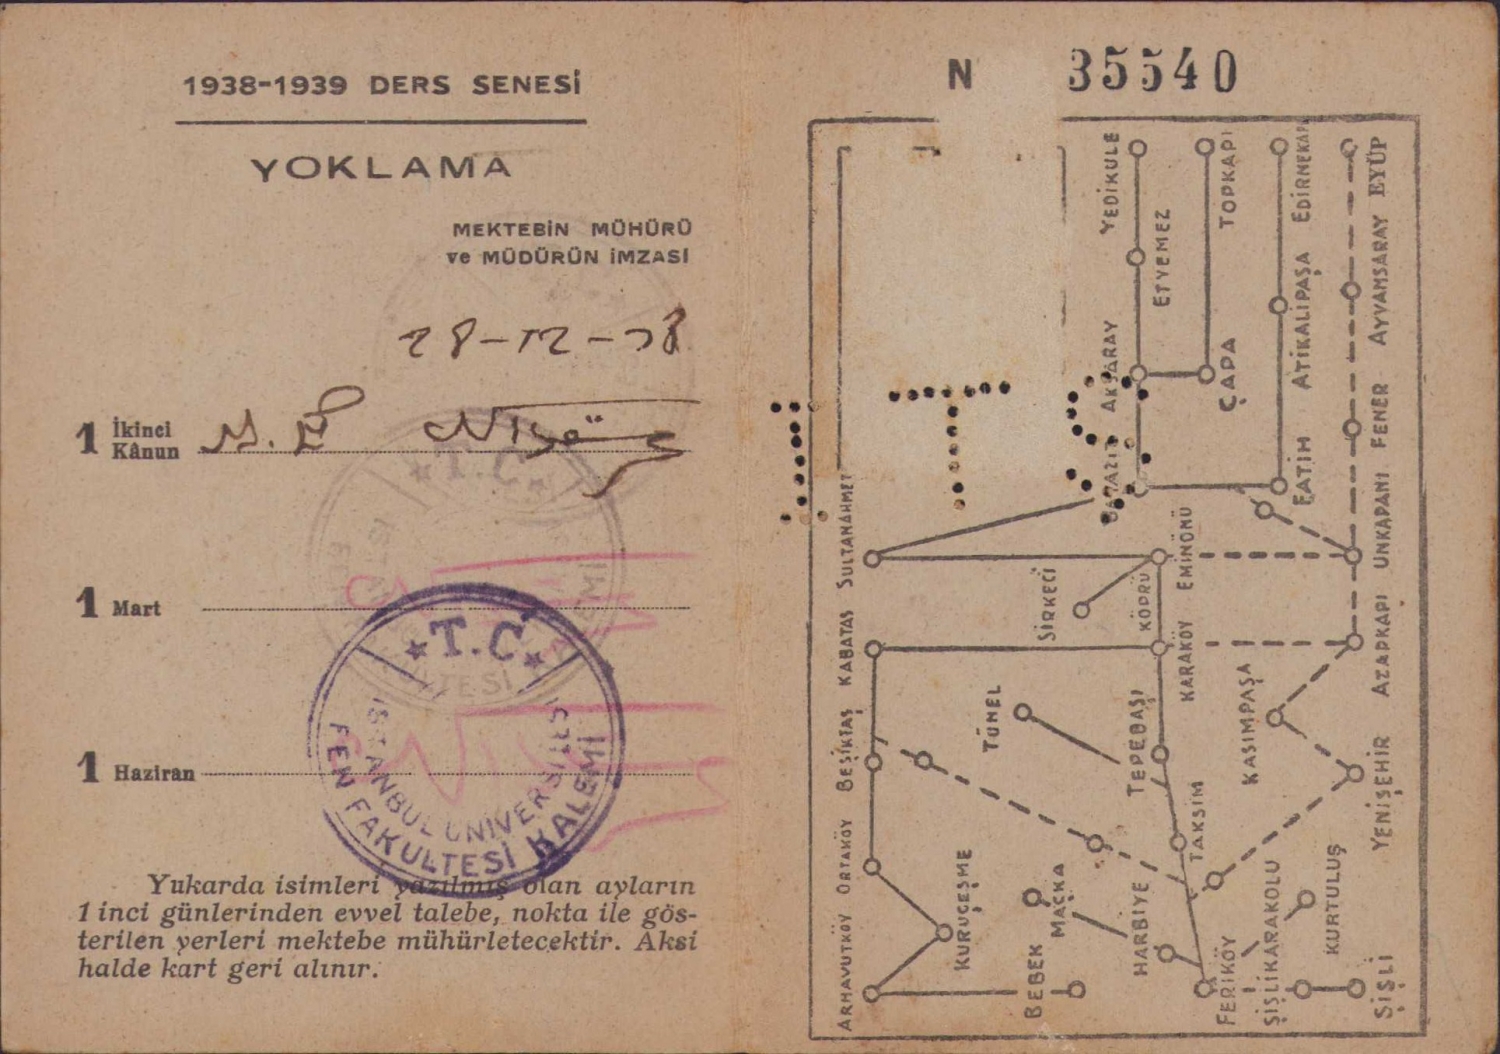 1938-1939 DERS SENESİ
YOKLAMA
MEKTEBİN MÜHÜRÜ
ve MÜDÜRÜN İMZASI
28-12-38
1 İkinci Kânun
1 Mart
1 Haziran
★T.C★
İSTANBUL ÜNİVERSİTESİ
FEN FAKÜLTESİ KALEMİ
Yukarda isimleri yazılmış olan ayların
1 inci günlerinden evvel talebe, nokta ile gös-
terilen yerleri mektebe mühürletecektir. Aksi
halde kart geri alınır.
N 35540
ARNAVUTKÖY ORTAKÖY BEŞİKTAŞ KABATAŞ SULTANAHMET
KURUÇEŞME
BEBEK
MAÇKA
TÜNEL
SİRKECİ
KÖPRÜ
HARBİYE
TEPEBAŞI
TAKSİM
KARAKÖY
EMİNÖNÜ
BEYAZIT
AKSARAY
YEDİKULE
ETYEMEZ
ÇAPA
TOPKAPI
FERİKÖY
ŞİŞLİKARAKOLU
KASIMPAŞA
KURTULUŞ
FATİH
ATİKALİPAŞA
EDİRNEKAPI
ŞİŞLİ
YENİŞEHİR
AZAPKAPI
UNKAPANI
FENER
AYVANSARAY
EYÜP
I T S